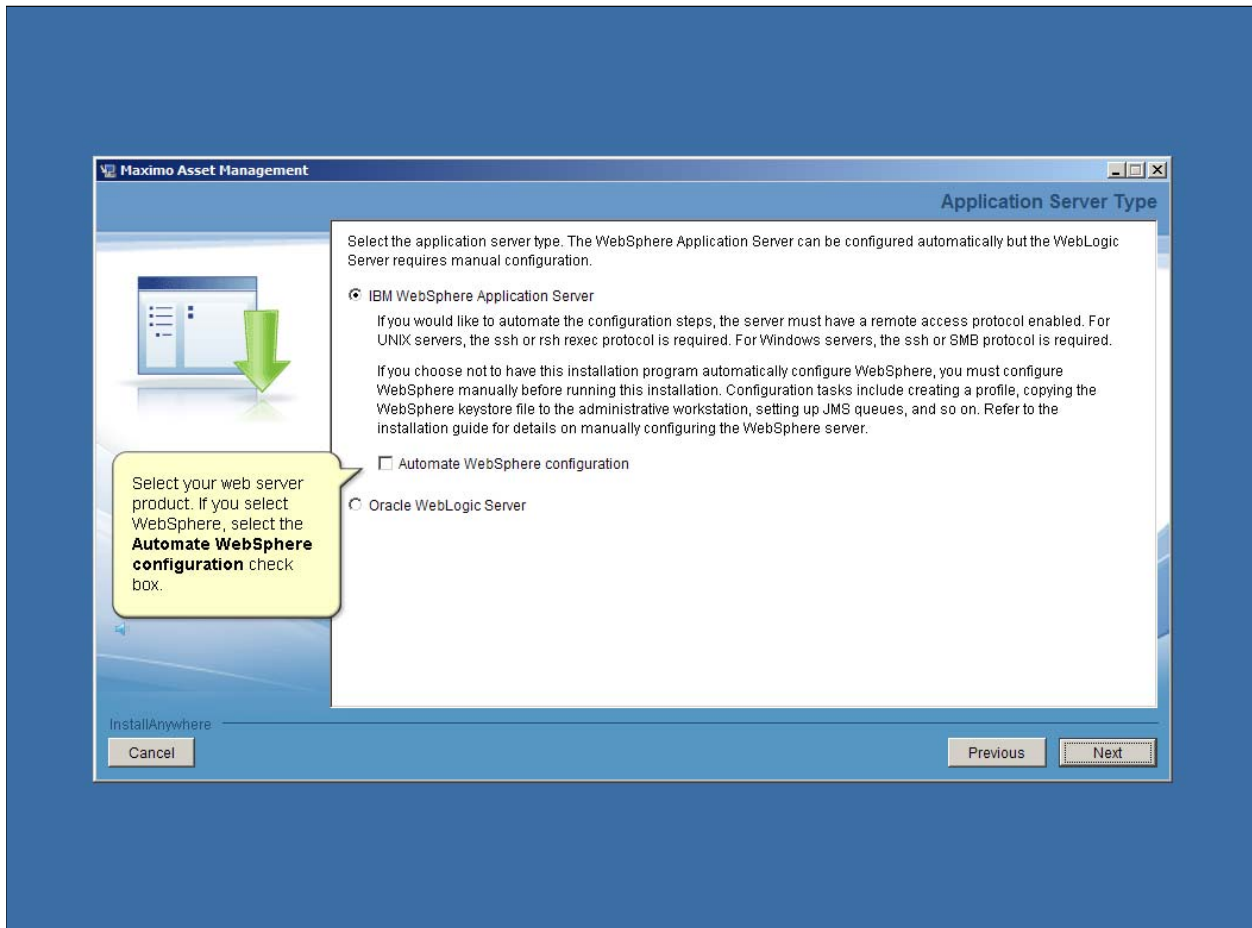 Maximo Asset Management
Application Server Type
Select the application server type. The WebSphere Application Server can be configured automatically but the WebLogic
Server requires manual configuration.
IBM WebSphere Application Server
If you would like to automate the configuration steps, the server must have a remote access protocol enabled. For
UNIX servers, the ssh or rsh rexec protocol is required. For Windows servers, the ssh or SMB protocol is required.
If you choose not to have this installation program automatically configure WebSphere, you must configure
WebSphere manually before running this installation. Configuration tasks include creating a profile, copying the
WebSphere keystore file to the administrative workstation, setting up JMS queues, and so on. Refer to the
installation guide for details on manually configuring the WebSphere server.
Automate WebSphere configuration
Oracle WebLogic Server
Select your web server
product. If you select
WebSphere, select the
Automate WebSphere
configuration check
box.
InstallAnywhere
Cancel
Previous
Next